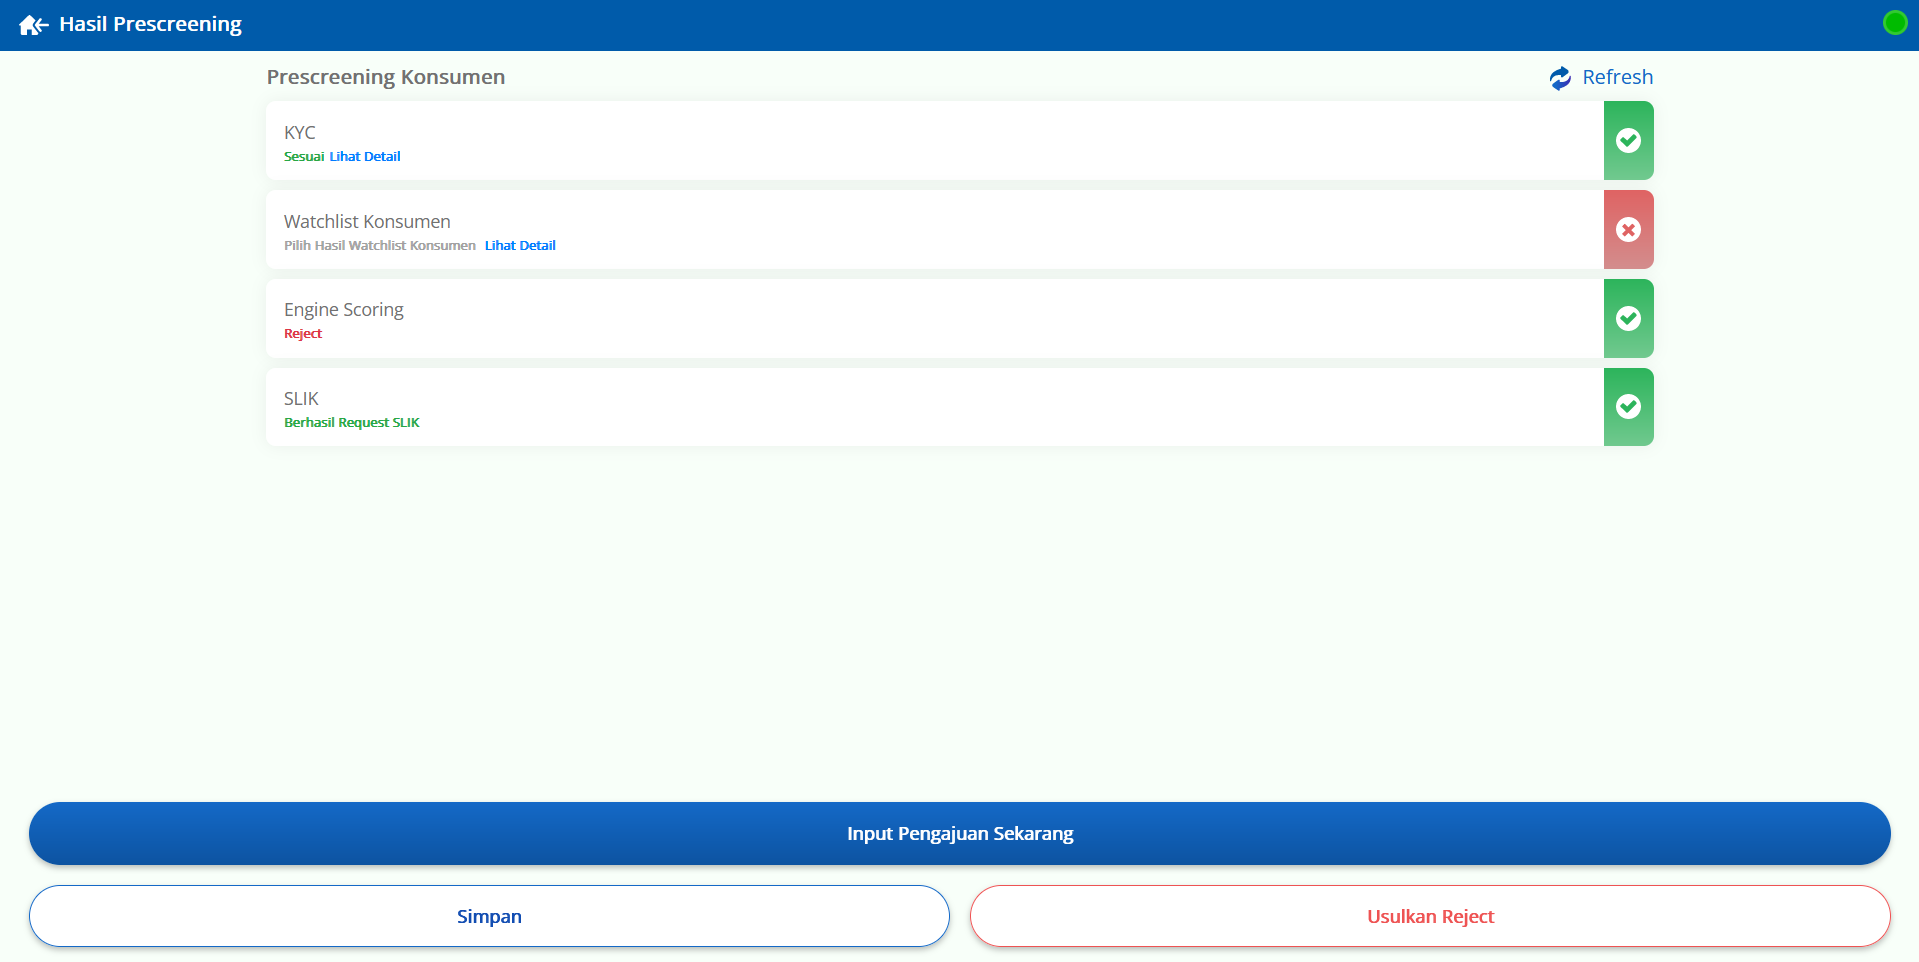 Hasil Prescreening
Prescreening Konsumen
Refresh
KYC
Sesuai Lihat Detail
Watchlist Konsumen
Pilih Hasil Watchlist Konsumen Lihat Detail
Engine Scoring
Reject
SLIK
Berhasil Request SLIK
Input Pengajuan Sekarang
Simpan
Usulkan Reject